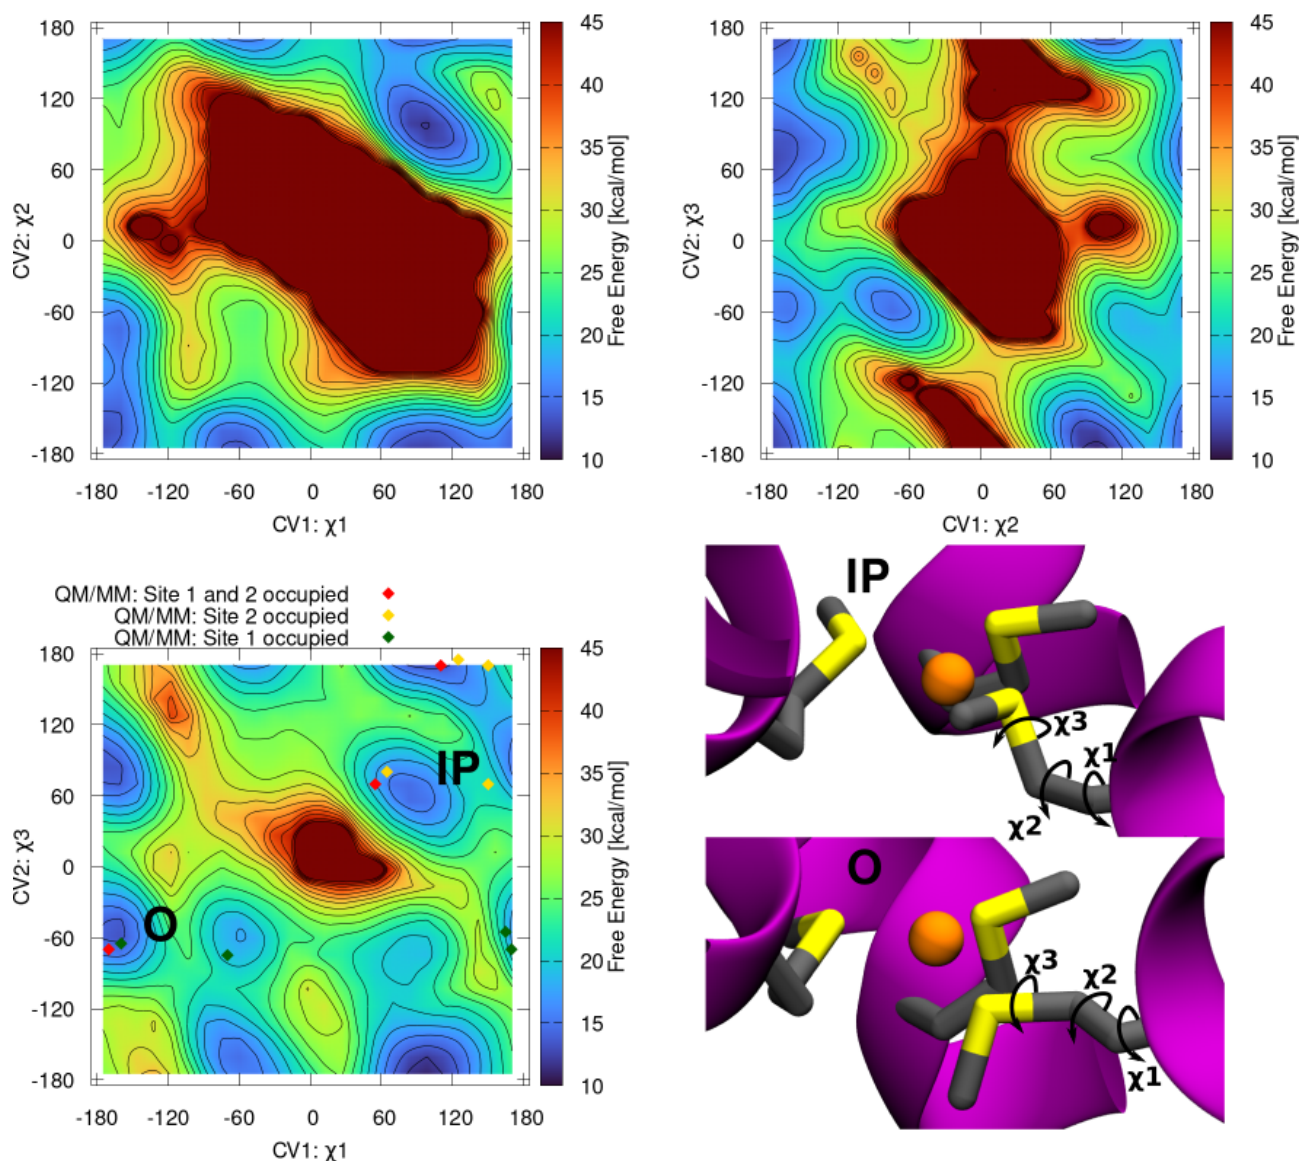 180
120
60
0
-60
-120
-180
CV2: χ2
-180 -120 -60 0 60 120 180
CV1: χ1
45
40
35
30
25
20
15
10
Free Energy [kcal/mol]
180
120
60
0
-60
-120
-180
CV2: χ3
-180 -120 -60 0 60 120 180
CV1: χ2
45
40
35
30
25
20
15
10
Free Energy [kcal/mol]
QM/MM: Site 1 and 2 occupied
QM/MM: Site 2 occupied
QM/MM: Site 1 occupied
180
120
60
0
-60
-120
-180
CV2: χ3
IP
O
-180 -120 -60 0 60 120 180
CV1: χ1
45
40
35
30
25
20
15
10
Free Energy [kcal/mol]
IP
χ3
χ1
χ2
O
χ3
χ2
χ1